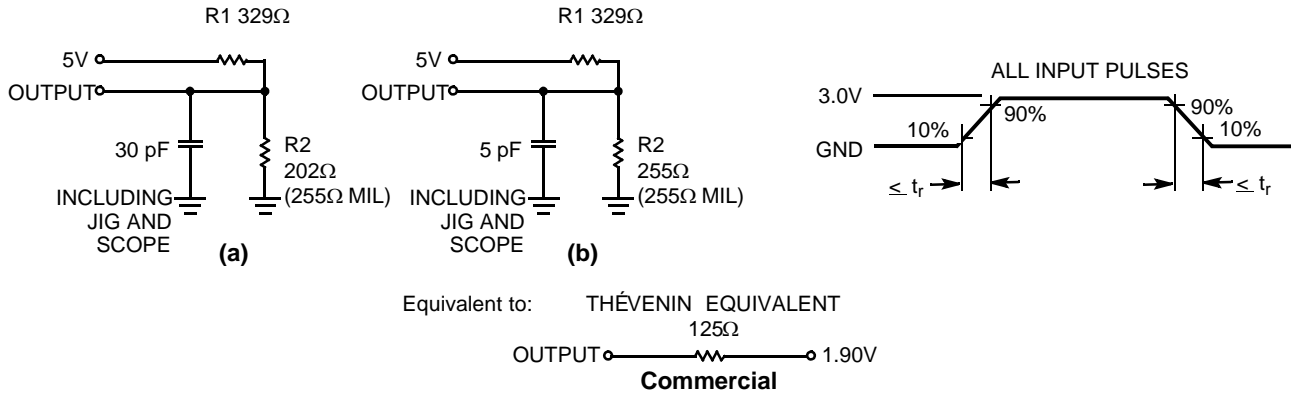 R1 329Ω
5V
OUTPUT
30 pF
R2
202Ω
(255Ω MIL)
INCLUDING
JIG AND
SCOPE
(a)
R1 329Ω
5V
OUTPUT
5 pF
R2
255Ω
(255Ω MIL)
INCLUDING
JIG AND
SCOPE
(b)
ALL INPUT PULSES
3.0V
90%
90%
10%
10%
GND
≤ tr
≤ tr
Equivalent to: THÉVENIN EQUIVALENT
125Ω
OUTPUT 1.90V
Commercial